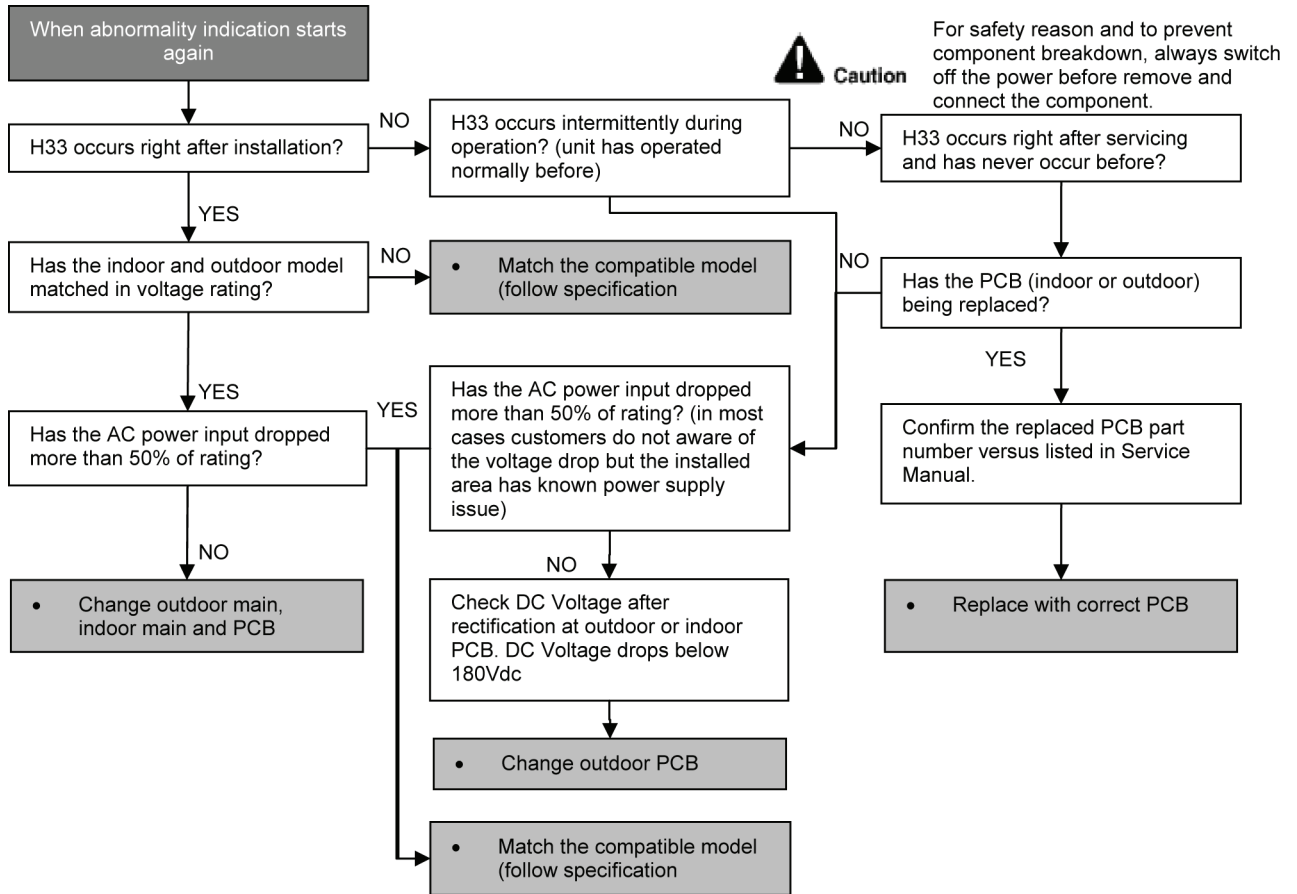 When abnormality indication starts
again
Caution
For safety reason and to prevent
component breakdown, always switch
off the power before remove and
connect the component.
H33 occurs right after installation?
NO
H33 occurs intermittently during
operation? (unit has operated
normally before)
NO
H33 occurs right after servicing
and has never occur before?
YES
Has the indoor and outdoor model
matched in voltage rating?
NO
• Match the compatible model
(follow specification
NO
Has the PCB (indoor or outdoor)
being replaced?
YES
YES
Has the AC power input dropped
more than 50% of rating?
YES
Has the AC power input dropped
more than 50% of rating? (in most
cases customers do not aware of
the voltage drop but the installed
area has known power supply
issue)
Confirm the replaced PCB part
number versus listed in Service
Manual.
NO
NO
• Change outdoor main,
indoor main and PCB
Check DC Voltage after
rectification at outdoor or indoor
PCB. DC Voltage drops below
180Vdc
• Replace with correct PCB
• Change outdoor PCB
• Match the compatible model
(follow specification